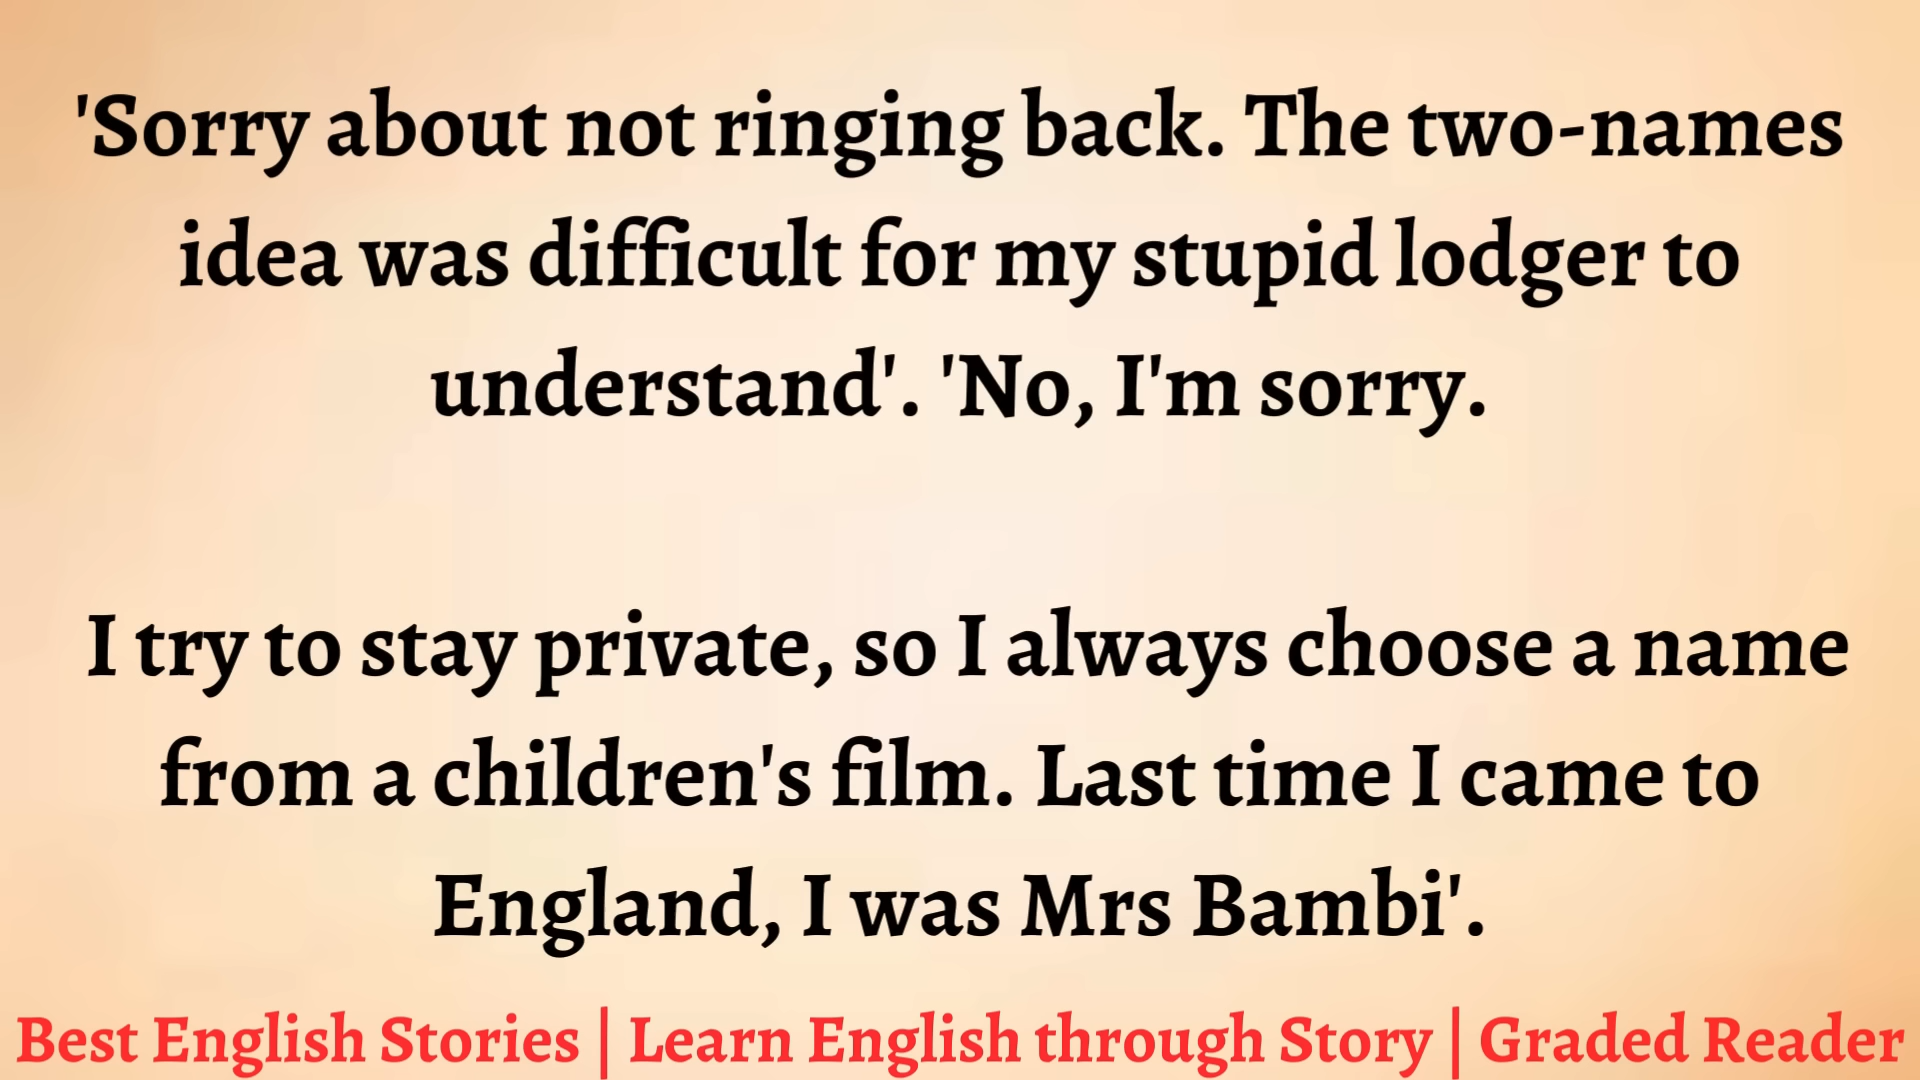 'Sorry about not ringing back. The two-names
idea was difficult for my stupid lodger to
understand'. 'No, I'm sorry.
I try to stay private, so I always choose a name
from a children's film. Last time I came to
England, I was Mrs Bambi'.
Best English Stories | Learn English through Story | Graded Reader